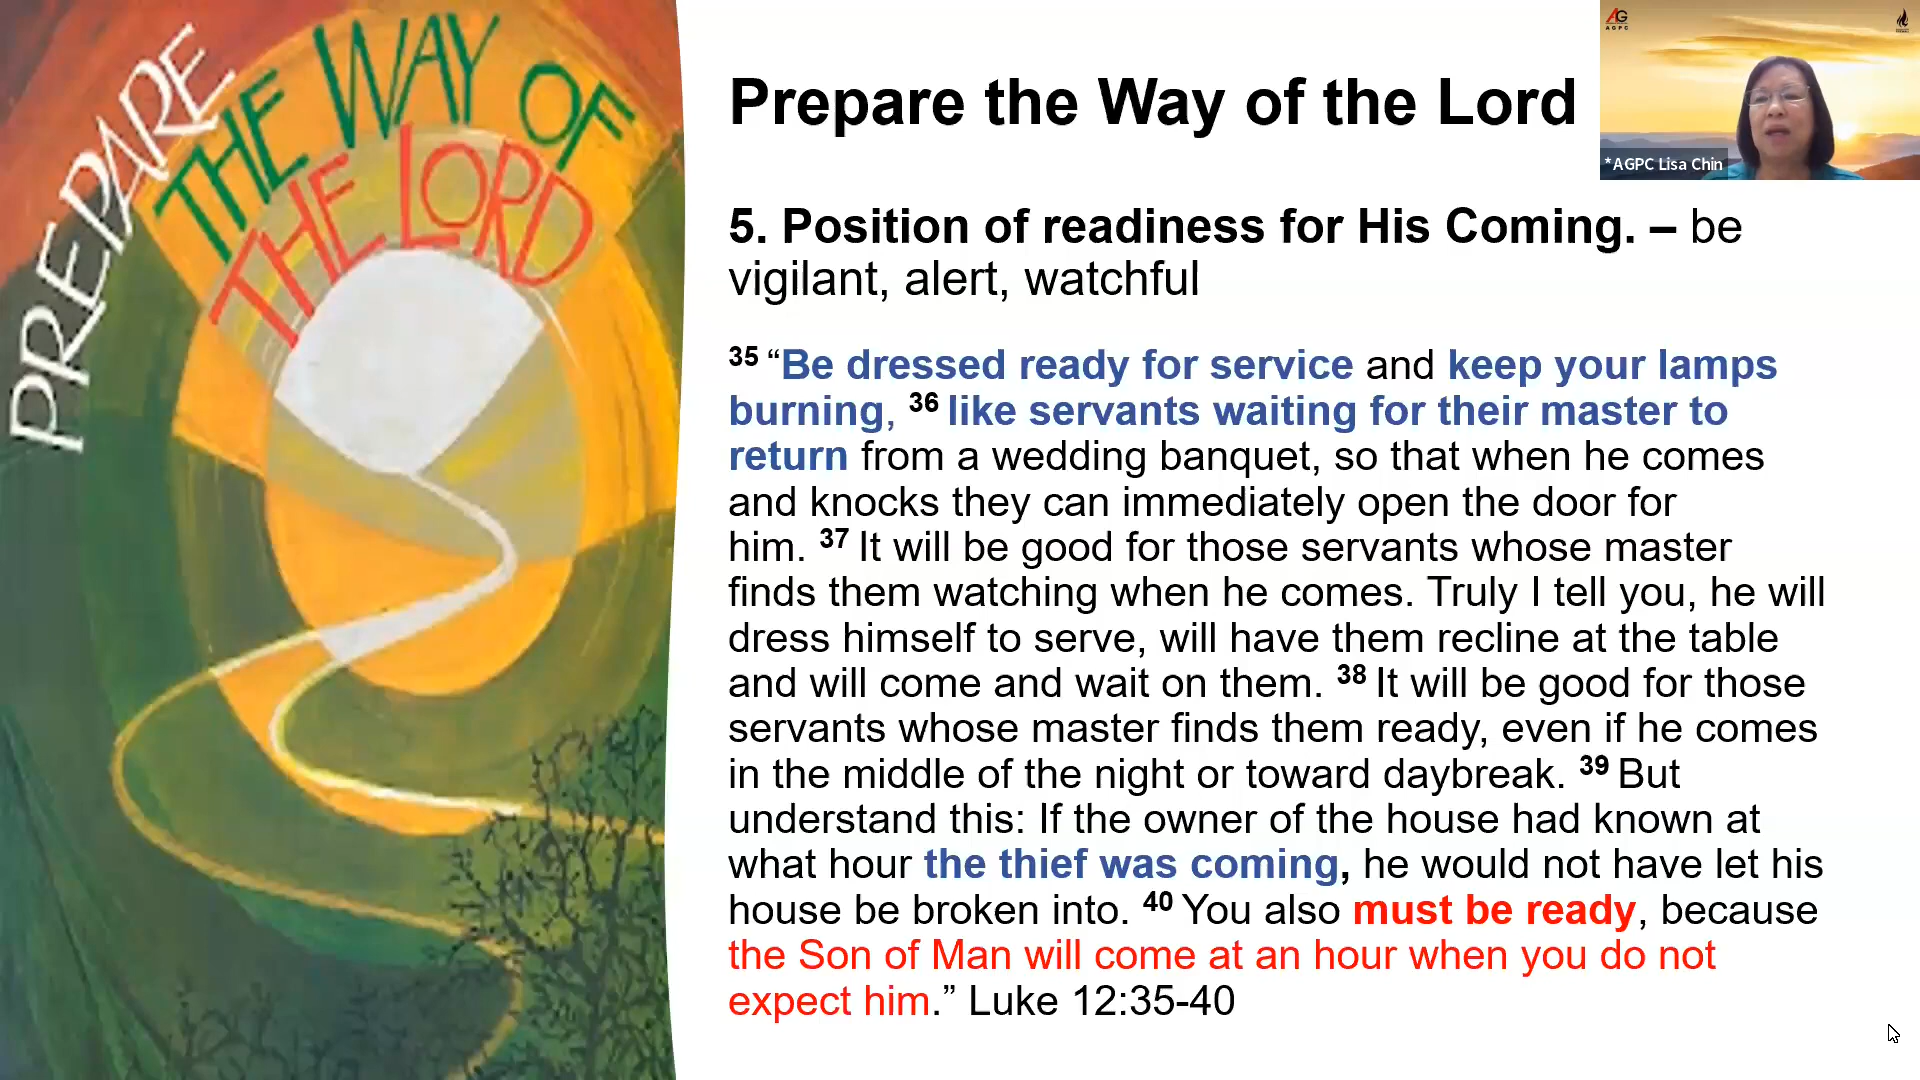 PREPARE
THE WAY OF
THE LORD
Prepare the Way of the Lord
AG
AGPC
*AGPC Lisa Chin
5. Position of readiness for His Coming. – be
vigilant, alert, watchful
35 “Be dressed ready for service and keep your lamps
burning, 36 like servants waiting for their master to
return from a wedding banquet, so that when he comes
and knocks they can immediately open the door for
him. 37 It will be good for those servants whose master
finds them watching when he comes. Truly I tell you, he will
dress himself to serve, will have them recline at the table
and will come and wait on them. 38 It will be good for those
servants whose master finds them ready, even if he comes
in the middle of the night or toward daybreak. 39 But
understand this: If the owner of the house had known at
what hour the thief was coming, he would not have let his
house be broken into. 40 You also must be ready, because
the Son of Man will come at an hour when you do not
expect him.” Luke 12:35-40